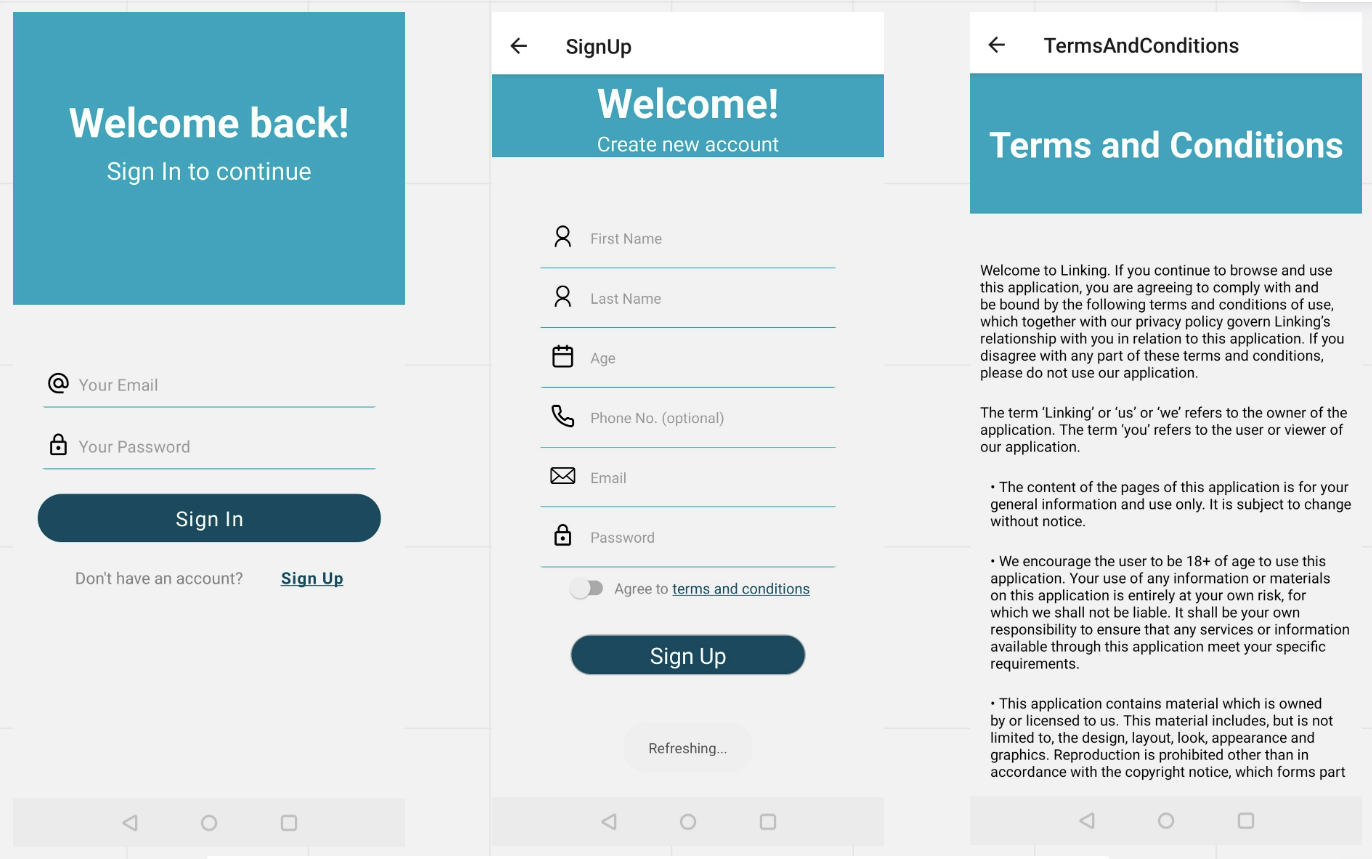 Welcome back!
Sign In to continue
Your Email
Your Password
Sign In
Don't have an account? Sign Up
SignUp
Welcome!
Create new account
First Name
Last Name
Age
Phone No. (optional)
Email
Password
Agree to terms and conditions
Sign Up
Refreshing...
TermsAndConditions
Terms and Conditions
Welcome to Linking. If you continue to browse and use
this application, you are agreeing to comply with and
be bound by the following terms and conditions of use,
which together with our privacy policy govern Linking's
relationship with you in relation to this application. If you
disagree with any part of these terms and conditions,
please do not use our application.
The term 'Linking' or 'us' or 'we' refers to the owner of the
application. The term 'you' refers to the user or viewer of
our application.
• The content of the pages of this application is for your
general information and use only. It is subject to change
without notice.
• We encourage the user to be 18+ of age to use this
application. Your use of any information or materials
on this application is entirely at your own risk, for
which we shall not be liable. It shall be your own
responsibility to ensure that any services or information
available through this application meet your specific
requirements.
• This application contains material which is owned
by or licensed to us. This material includes, but is not
limited to, the design, layout, look, appearance and
graphics. Reproduction is prohibited other than in
accordance with the copyright notice, which forms part